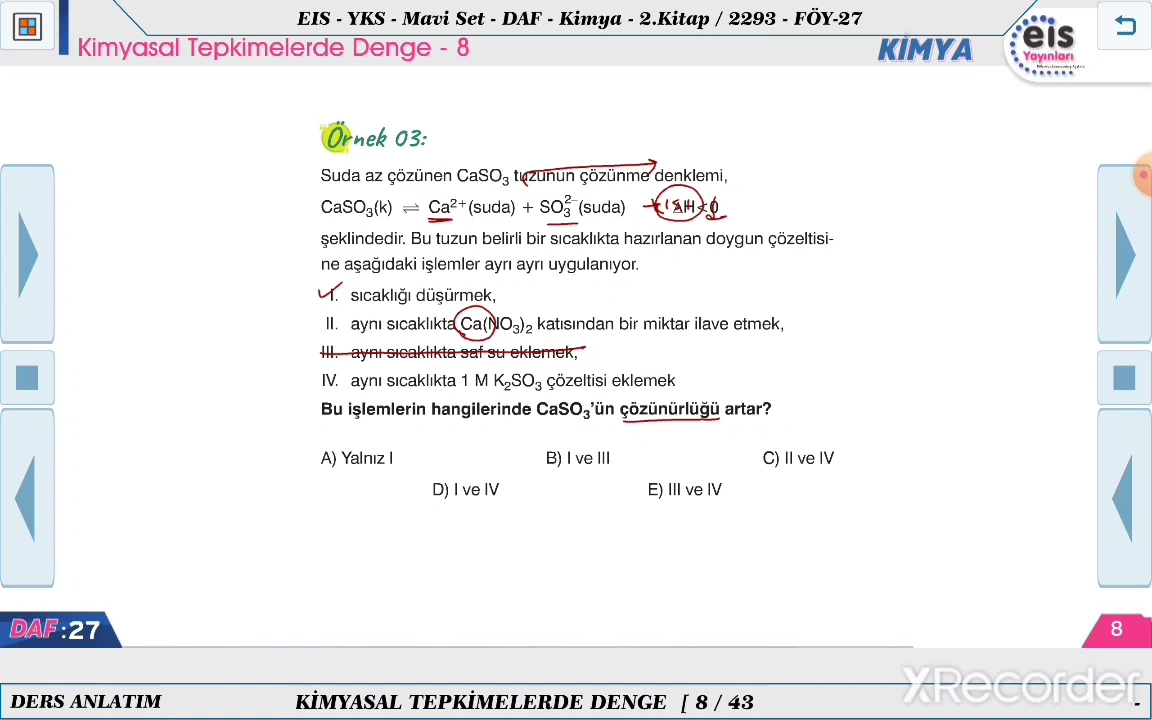 EIS - YKS - Mavi Set - DAF - Kimya - 2.Kitap / 2293 - FÖY-27
Kimyasal Tepkimelerde Denge - 8
KİMYA
eis
Yayınları
Örnek 03:
Suda az çözünen CaSO₃ tuzunun çözünme denklemi,
CaSO₃(k) ⇌ Ca²⁺(suda) + SO₃²⁻(suda) + ısı ΔH<0
şeklindedir. Bu tuzun belirli bir sıcaklıkta hazırlanan doygun çözeltisi-
ne aşağıdaki işlemler ayrı ayrı uygulanıyor.
I. sıcaklığı düşürmek,
II. aynı sıcaklıkta Ca(NO₃)₂ katısından bir miktar ilave etmek,
III. aynı sıcaklıkta saf su eklemek,
IV. aynı sıcaklıkta 1 M K₂SO₃ çözeltisi eklemek
Bu işlemlerin hangilerinde CaSO₃'ün çözünürlüğü artar?
A) Yalnız I B) I ve III C) II ve IV
D) I ve IV E) III ve IV
DAF:27
8
XRecorder
DERS ANLATIM KİMYASAL TEPKİMELERDE DENGE [ 8 / 43 -